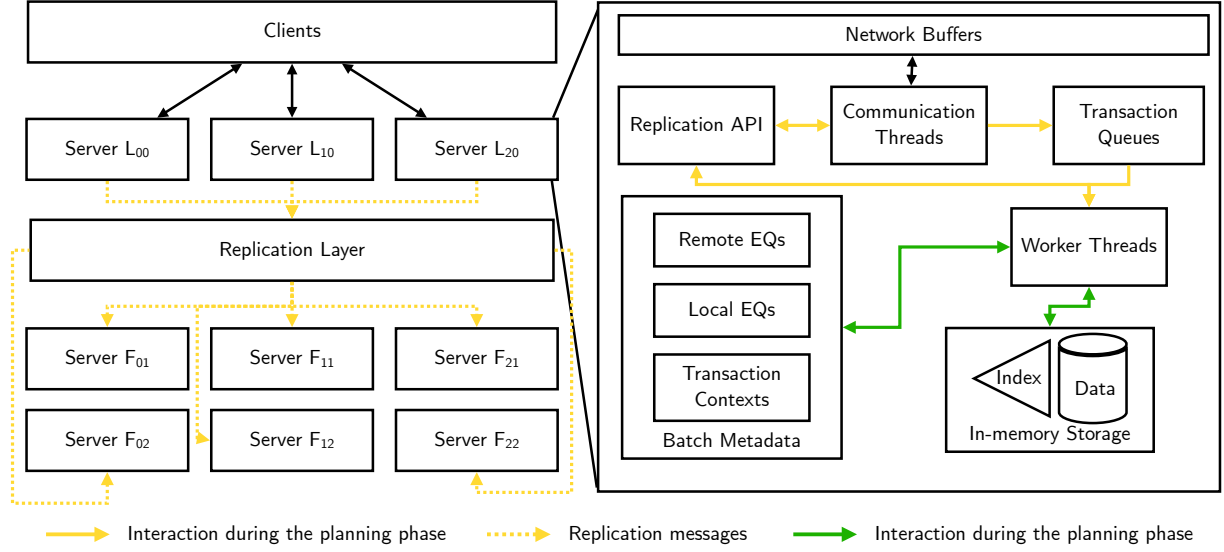 Clients
Server L₀₀
Server L₁₀
Server L₂₀
Replication Layer
Server F₀₁
Server F₁₁
Server F₂₁
Server F₀₂
Server F₁₂
Server F₂₂
Network Buffers
Replication API
Communication
Threads
Transaction
Queues
Remote EQs
Local EQs
Transaction
Contexts
Batch Metadata
Worker Threads
Index
Data
In-memory Storage
Interaction during the planning phase
Replication messages
Interaction during the planning phase